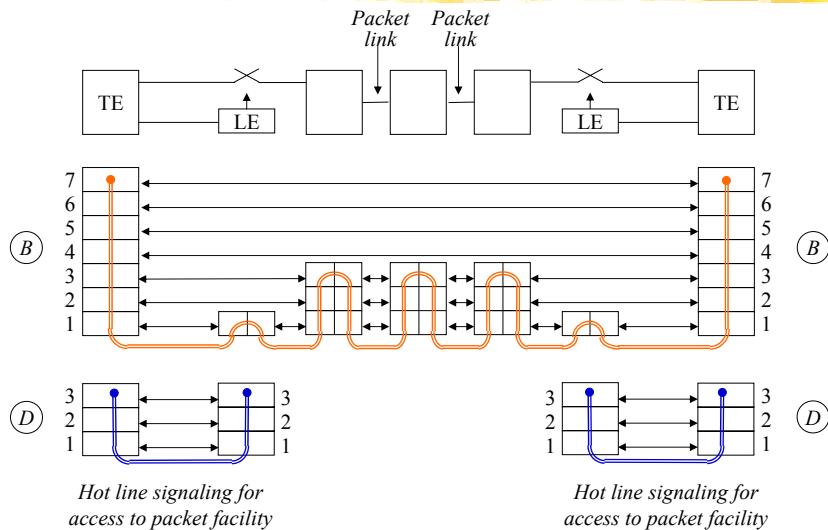 Packet Packet
link link
TE LE LE TE
7 7
6 6
5 5
B 4 4 B
3 3
2 2
1 1
3 3 3 3
D 2 2 2 2 D
1 1 1 1
Hot line signaling for
access to packet facility
Hot line signaling for
access to packet facility